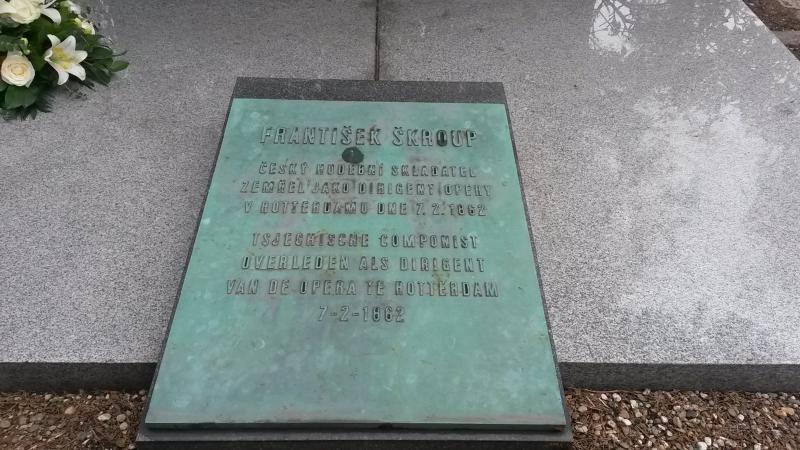 FRANTIŠEK ŠKROUP
ČESKÝ HUDEBNÍ SKLADATEL
ZEMŘEL JAKO DIRIGENT OPERY
V ROTTERDAMU DNE 7.2.1862
TSJECHISCHE COMPONIST
OVERLEDEN ALS DIRIGENT
VAN DE OPERA TE ROTTERDAM
7-2-1862